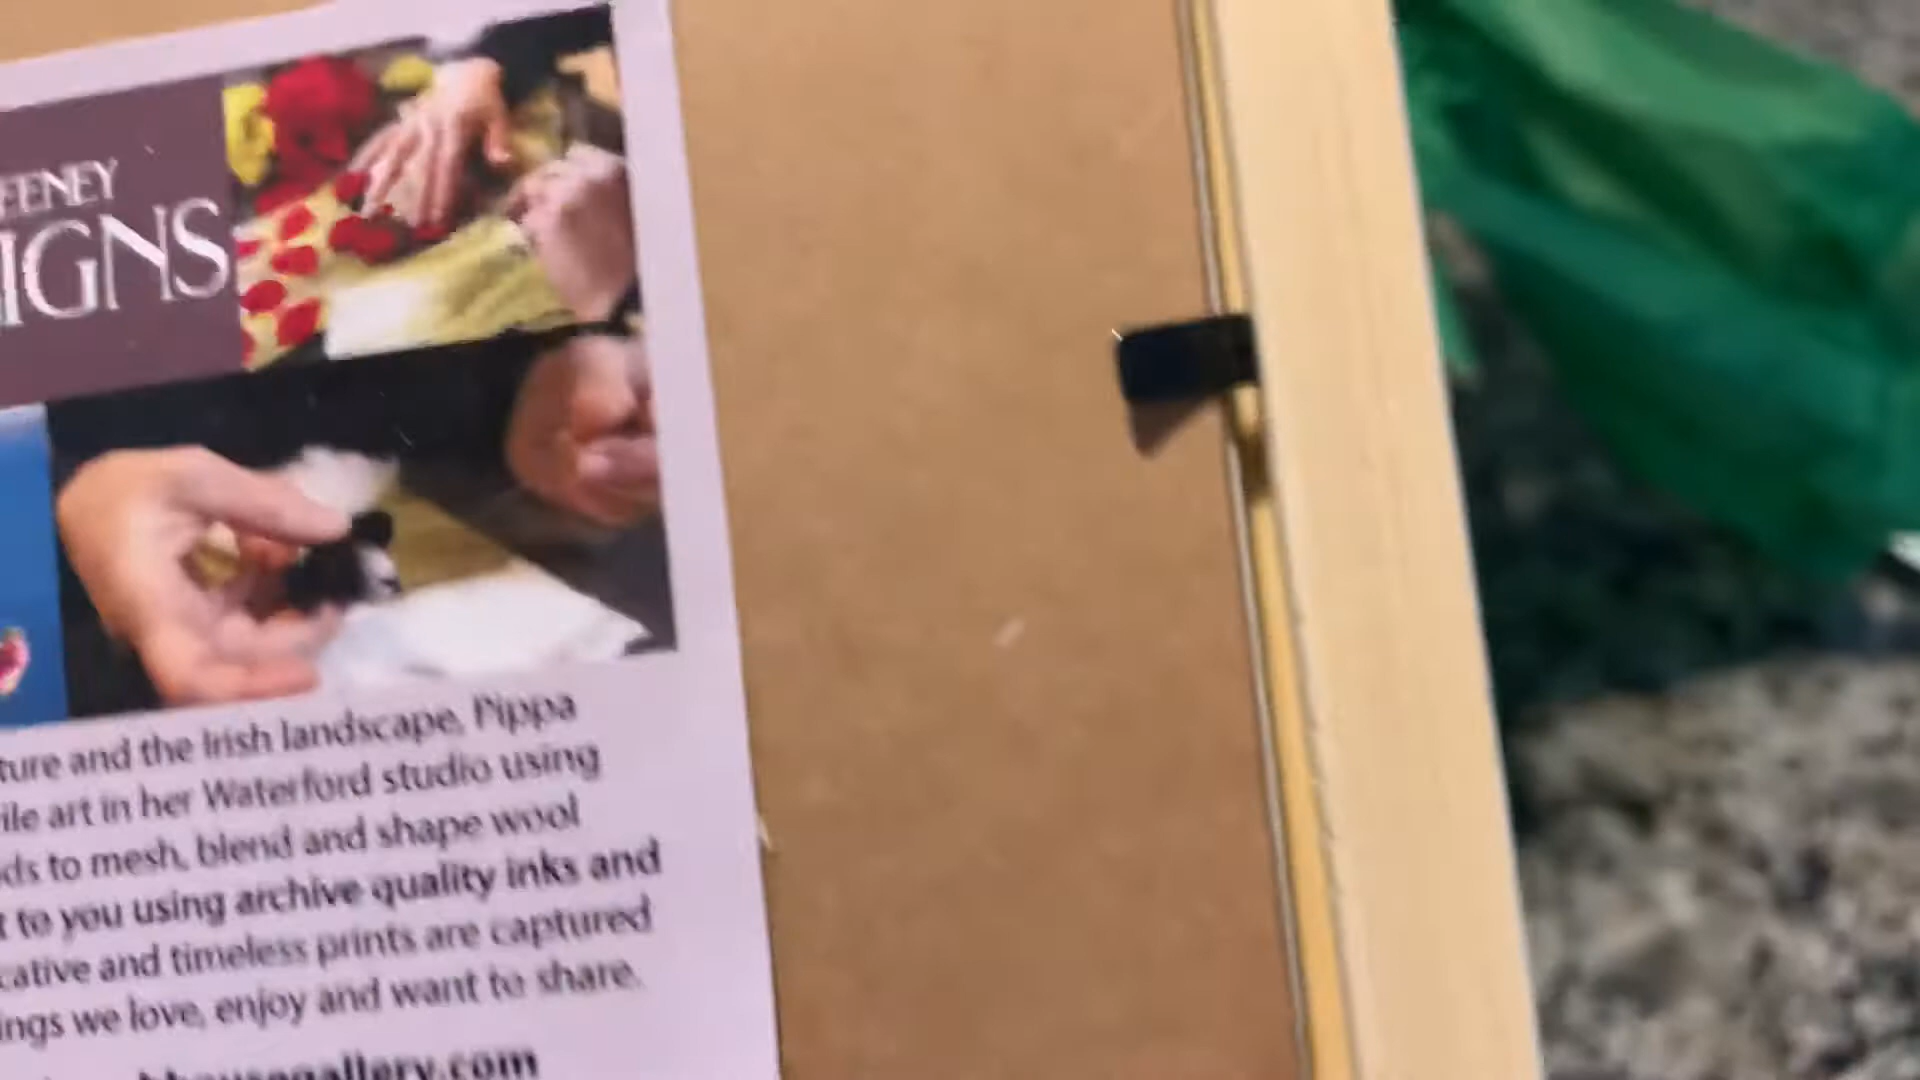 EENEY
IGNS
ture and the Irish landscape, Pippa
ile art in her Waterford studio using
ds to mesh, blend and shape wool
t to you using archive quality inks and
cative and timeless prints are captured
ings we love, enjoy and want to share.
housegallery.com